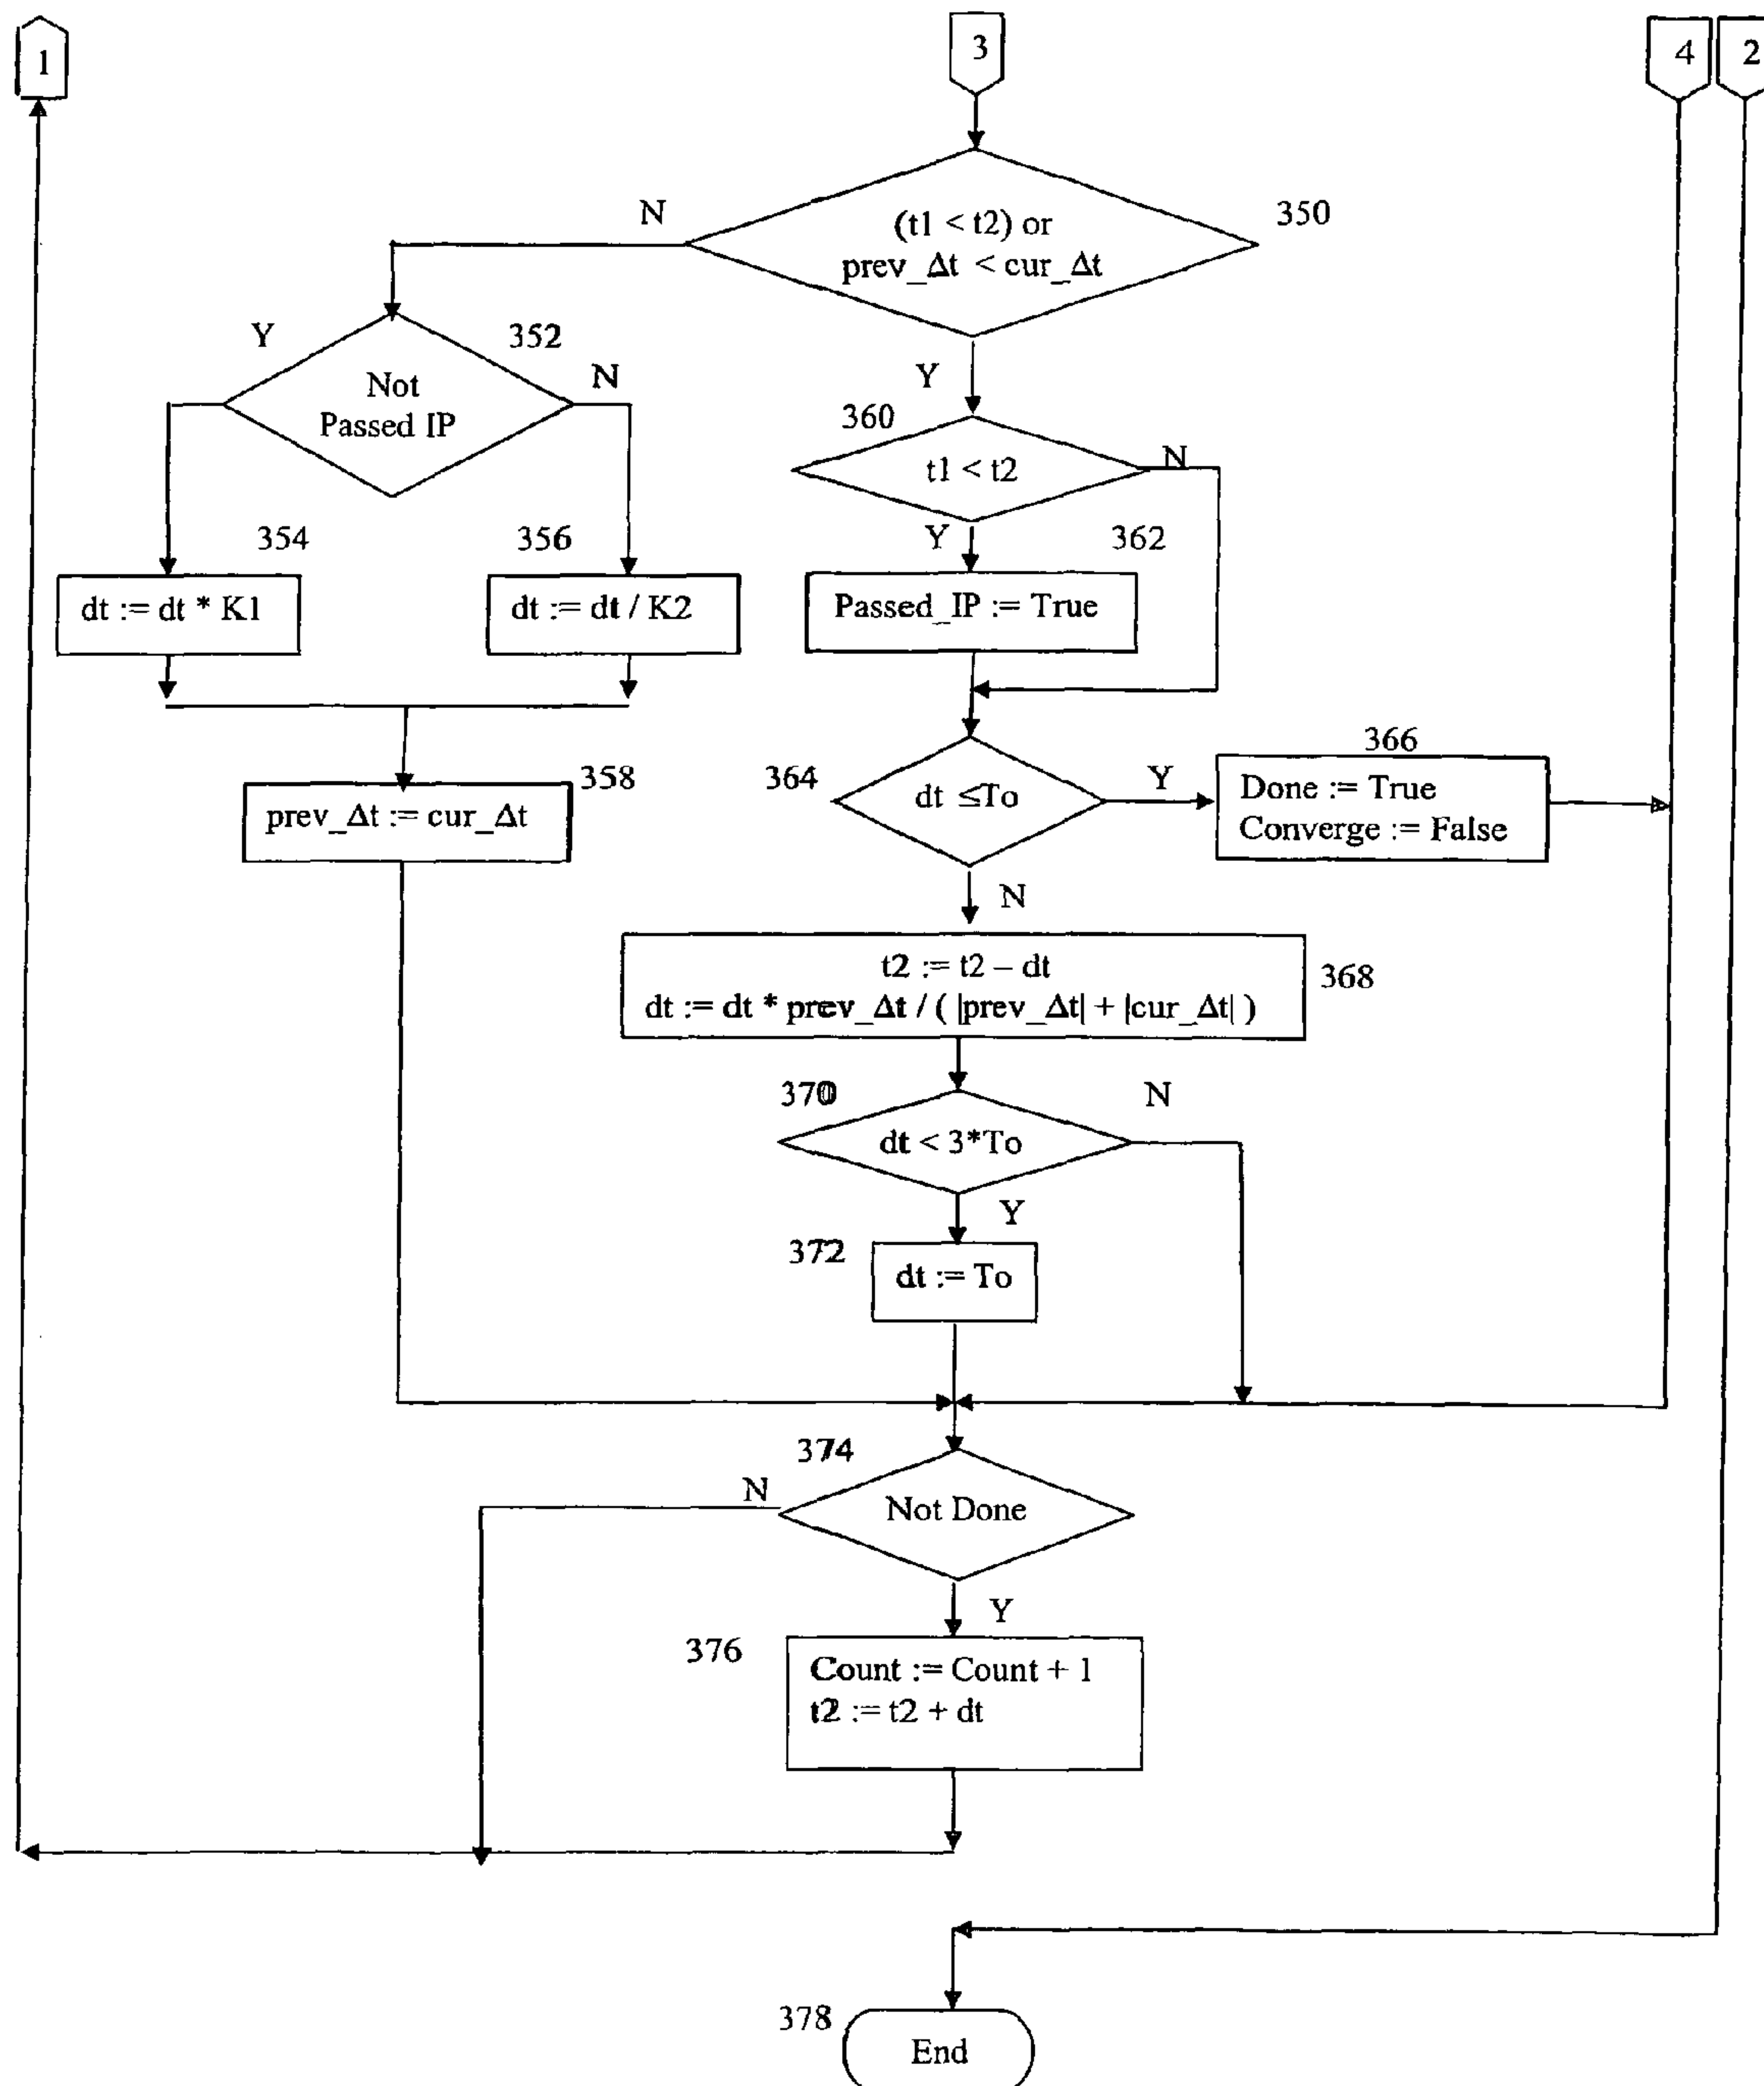 1
3
4
2
N
(t1 < t2) or
prev_Δt < cur_Δt
350
Y
352
N
Not
Passed IP
Y
360
t1 < t2
N
354
356
Y
362
dt := dt * K1
dt := dt / K2
Passed_IP := True
358
prev_Δt := cur_Δt
364
dt ≤To
Y
366
Done := True
Converge := False
N
t2 := t2 – dt
dt := dt * prev_Δt / ( |prev_Δt| + |cur_Δt| )
368
370
N
dt < 3*To
Y
372
dt := To
374
N
Not Done
Y
376
Count := Count + 1
t2 := t2 + dt
378
End